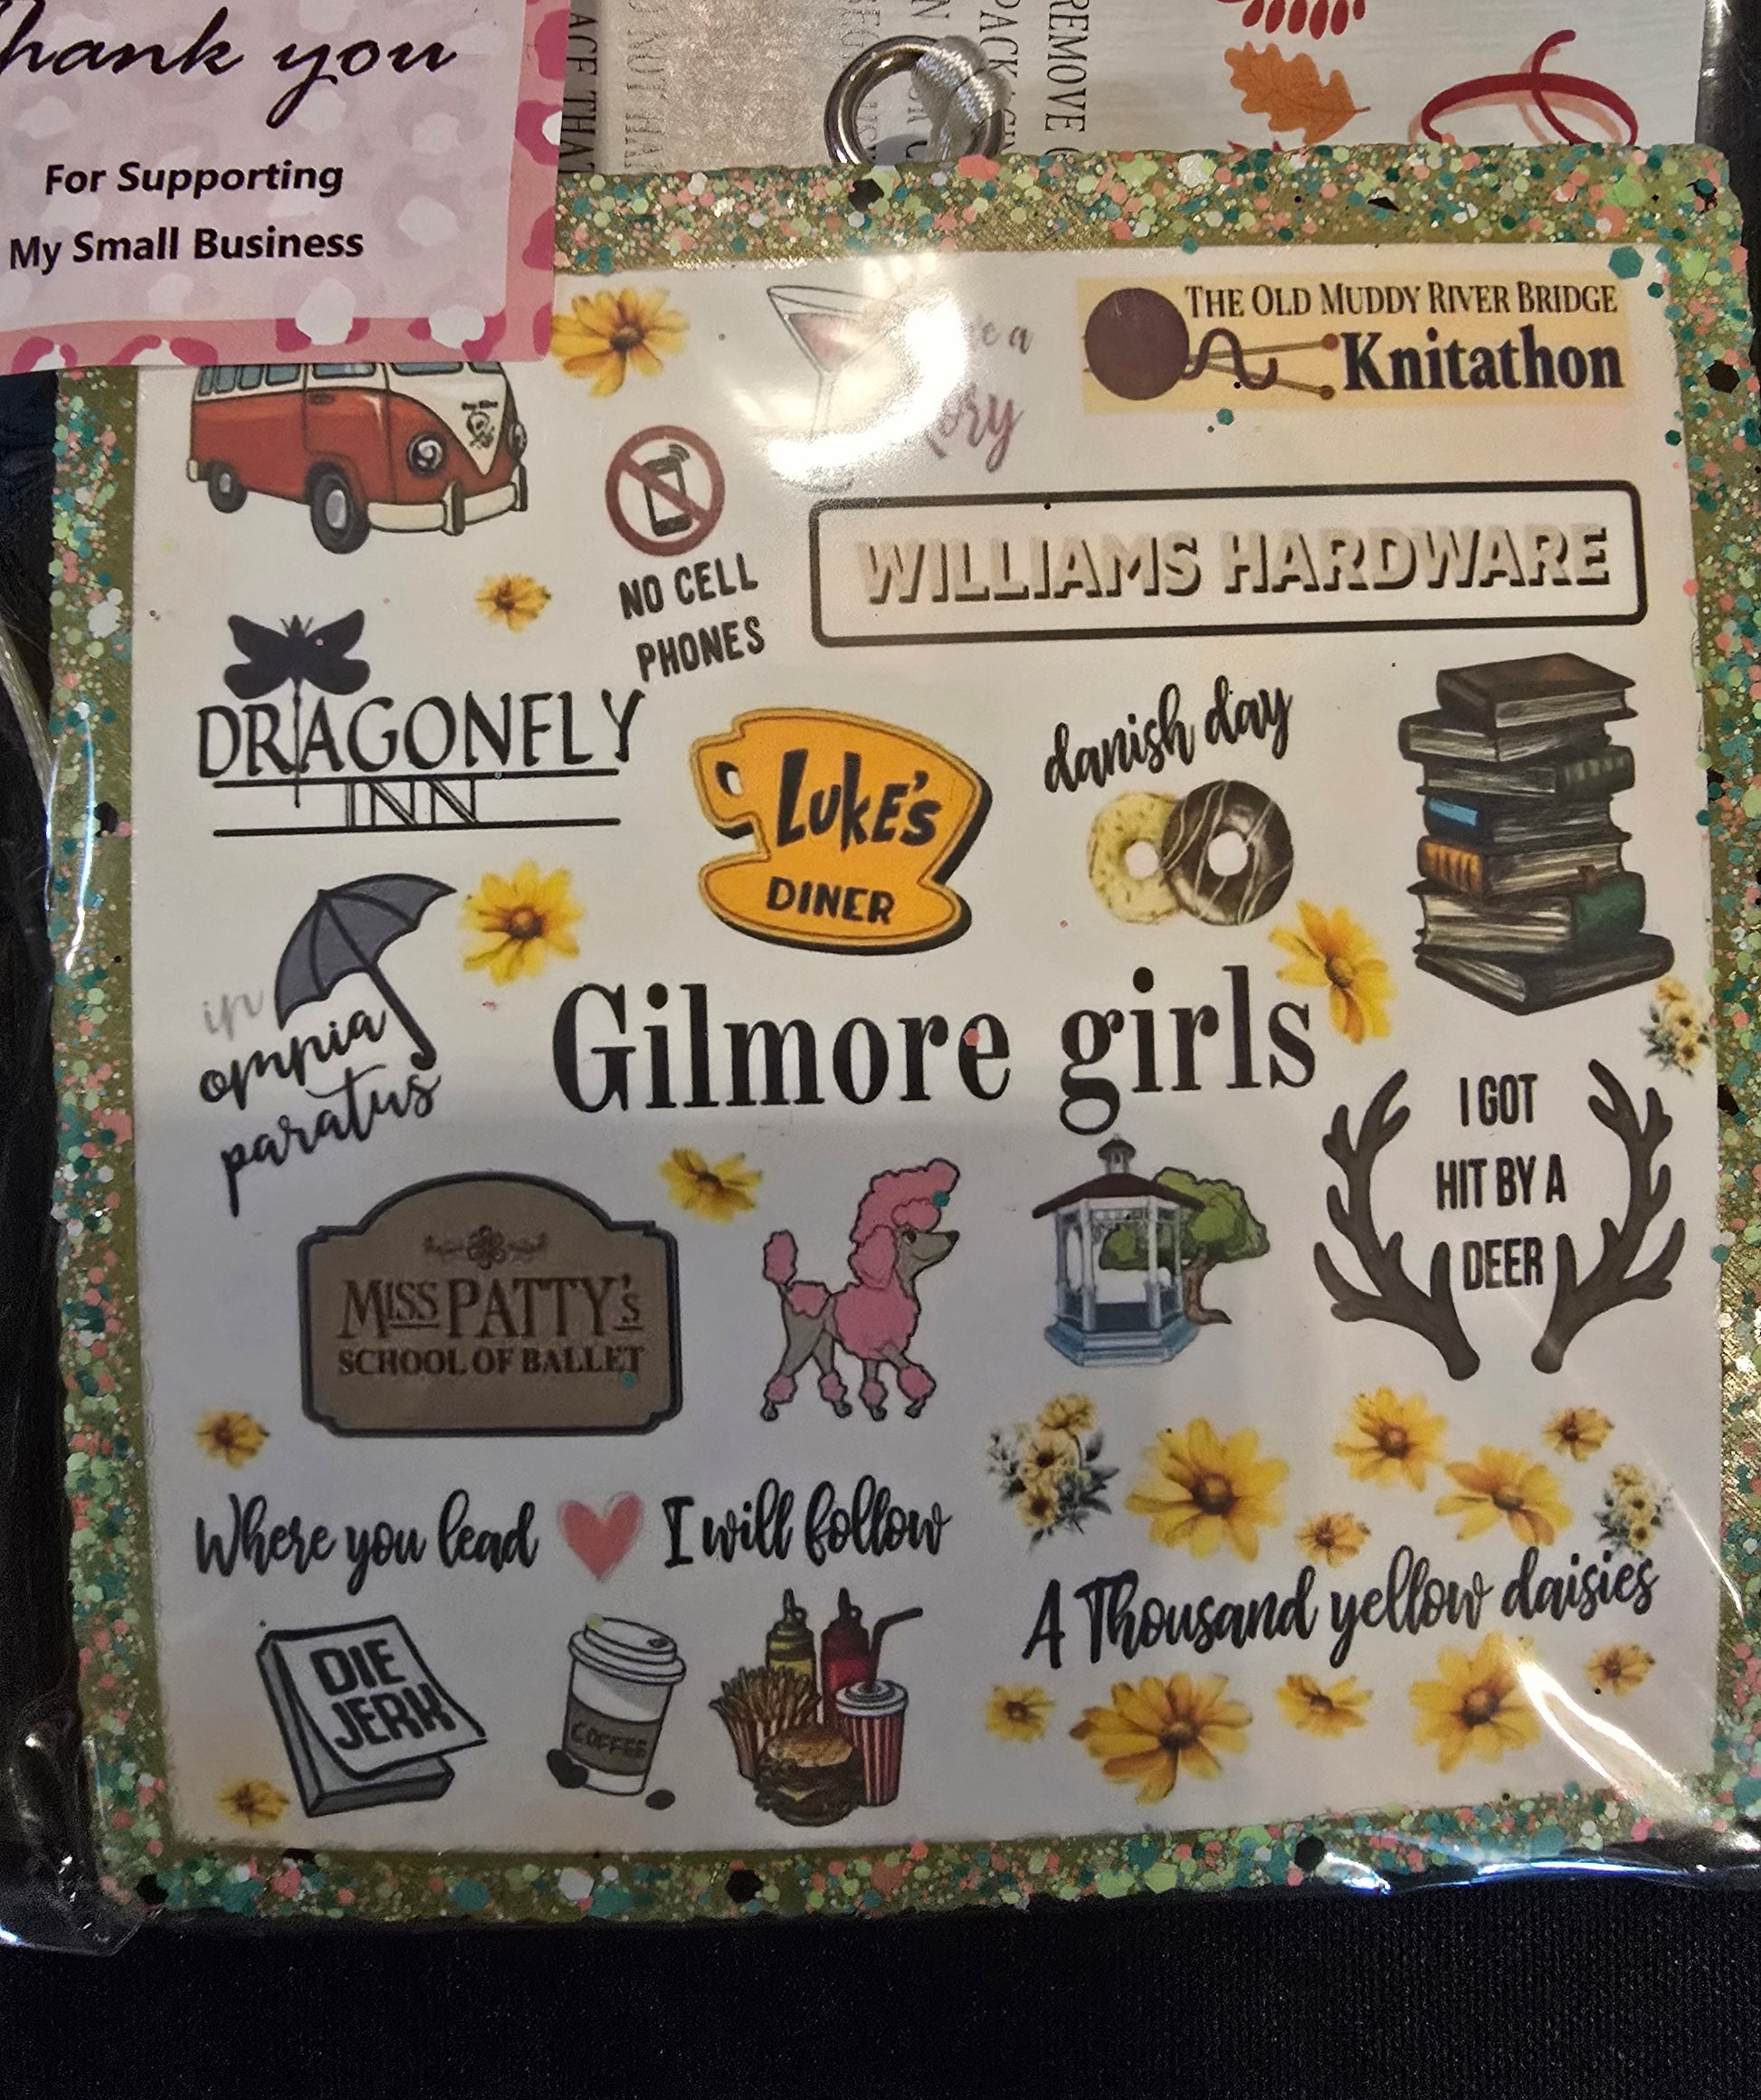 Thank you
For Supporting
My Small Business
REMOVE
THE OLD MUDDY RIVER BRIDGE
Knitathon
a
NO CELL
PHONES
WILLIAMS HARDWARE
DRAGONFLY
INN
LUKE'S
DINER
danish day
in
omnia
paratus
Gilmore girls
I GOT
HIT BY A
DEER
MISS PATTY'S
SCHOOL OF BALLET
Where you lead I will follow
A Thousand yellow daisies
DIE
JERK
COFFEE